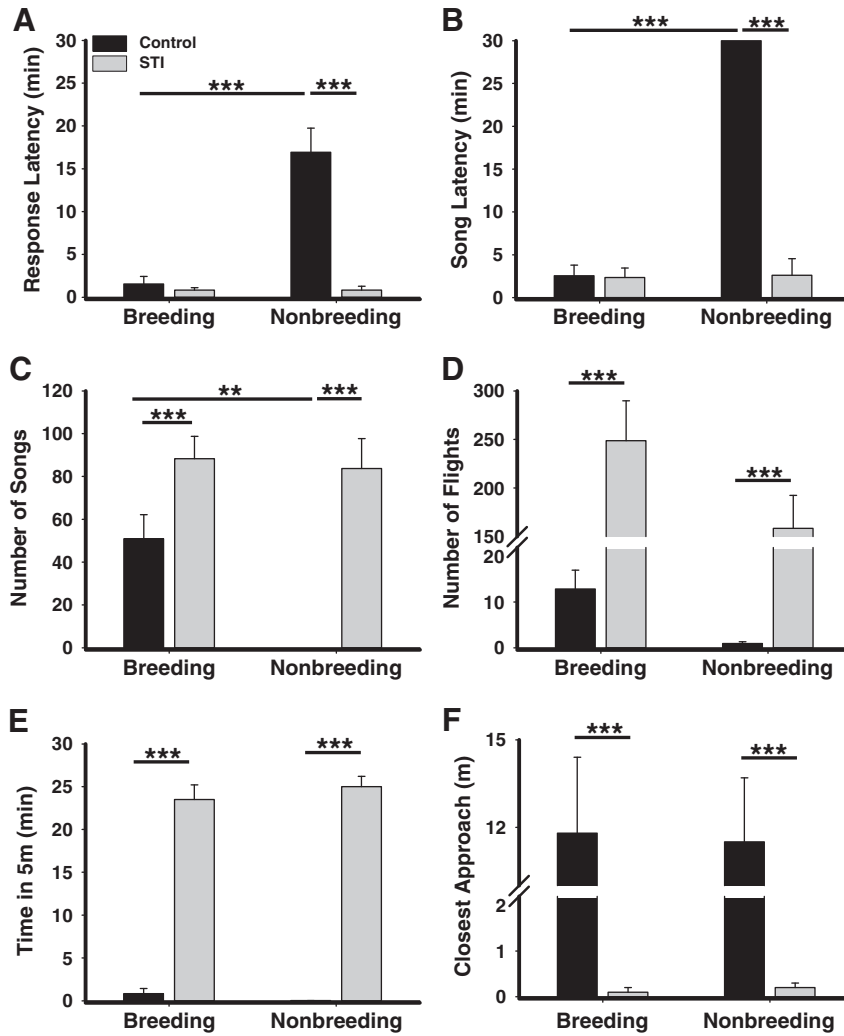 A
Response Latency (min)
30
25
20
15
10
5
0
Control
STI
***
***
Breeding
Nonbreeding
B
Song Latency (min)
30
25
20
15
10
5
0
***
***
Breeding
Nonbreeding
C
Number of Songs
120
100
80
60
40
20
0
***
**
***
Breeding
Nonbreeding
D
Number of Flights
300
250
200
150
20
10
0
***
***
Breeding
Nonbreeding
E
Time in 5m (min)
30
25
20
15
10
5
0
***
***
Breeding
Nonbreeding
F
Closest Approach (m)
15
12
2
1
0
***
***
Breeding
Nonbreeding